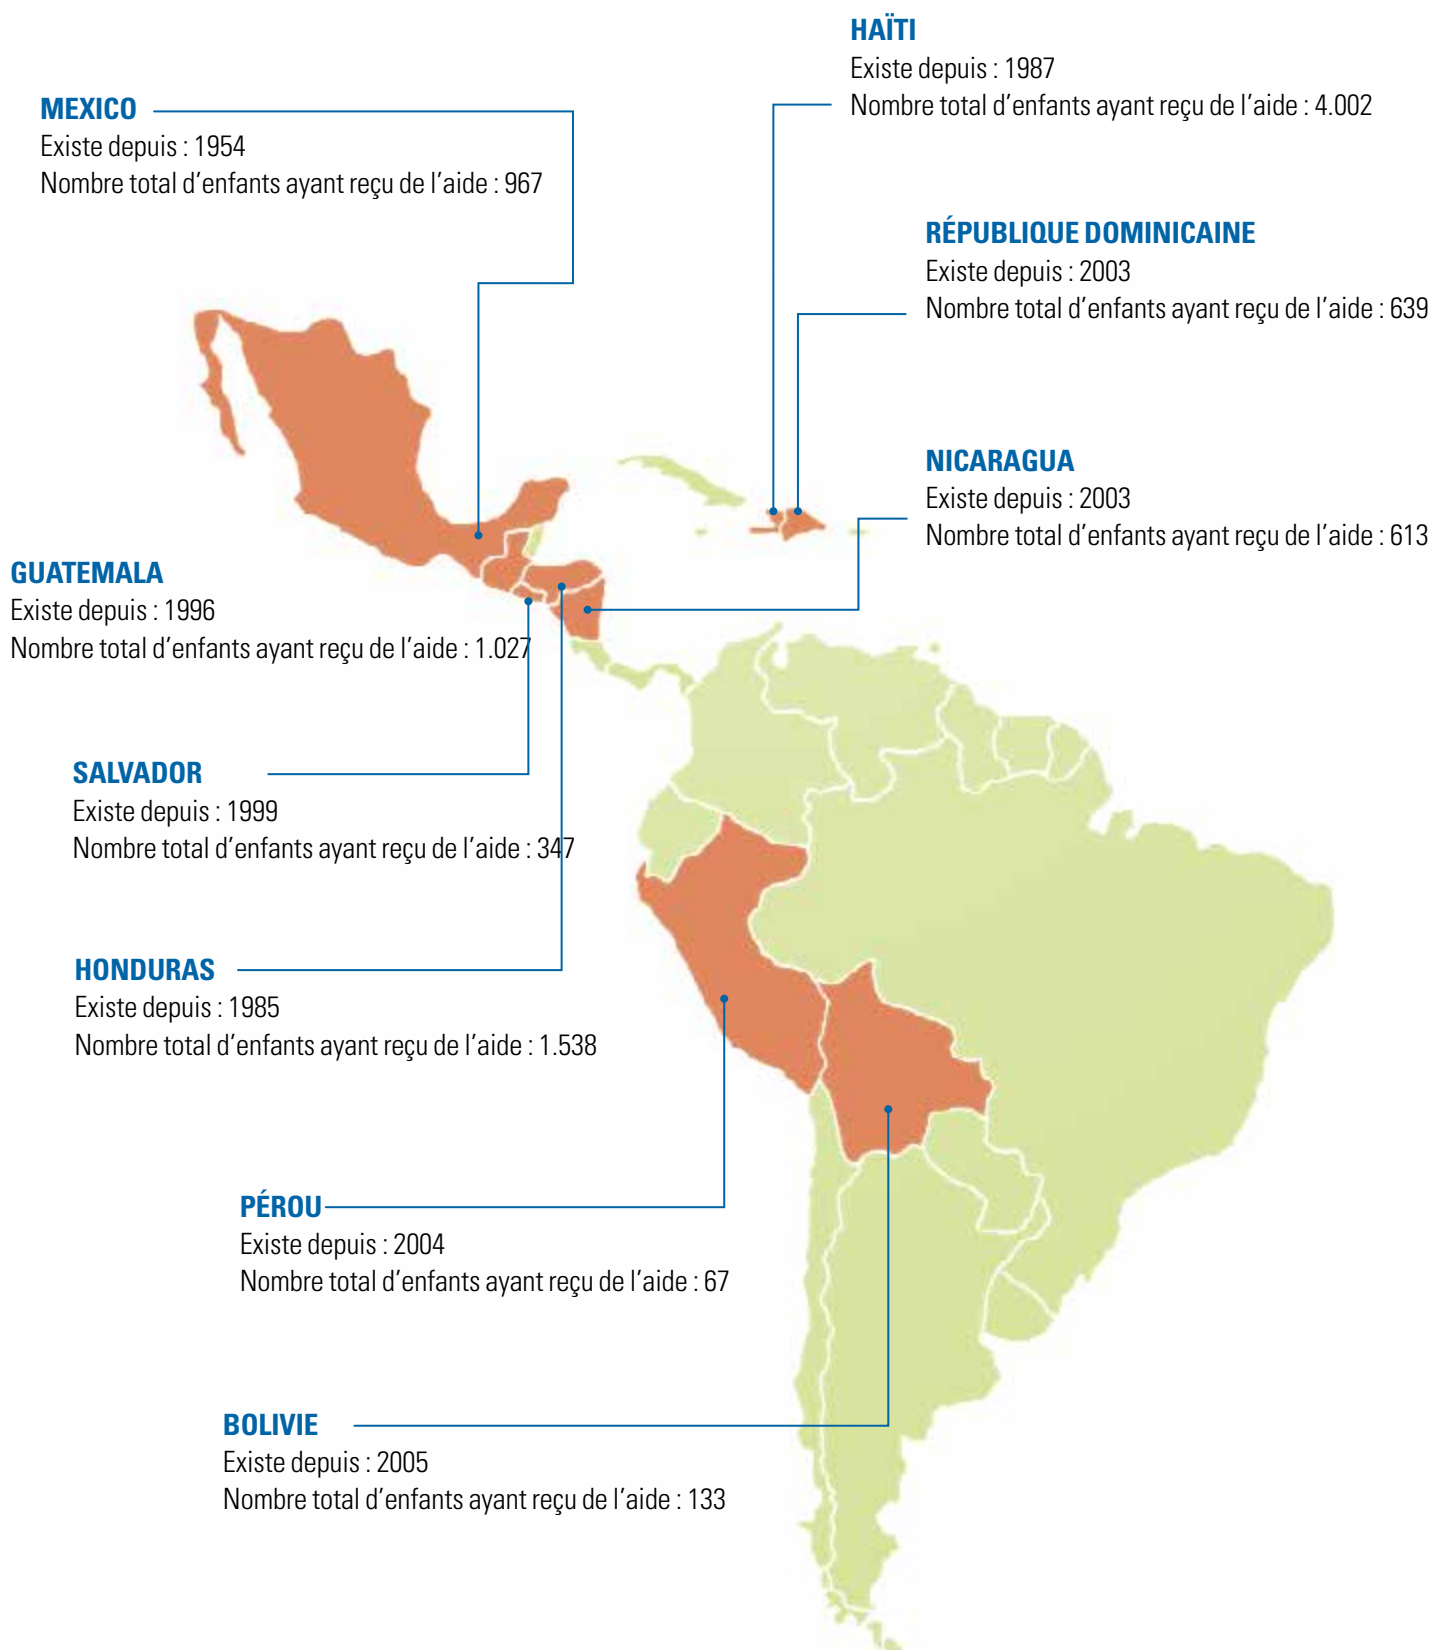 HAÏTI
Existe depuis : 1987
Nombre total d’enfants ayant reçu de l’aide : 4.002
MEXICO
Existe depuis : 1954
Nombre total d’enfants ayant reçu de l’aide : 967
RÉPUBLIQUE DOMINICAINE
Existe depuis : 2003
Nombre total d’enfants ayant reçu de l’aide : 639
NICARAGUA
Existe depuis : 2003
Nombre total d’enfants ayant reçu de l’aide : 613
GUATEMALA
Existe depuis : 1996
Nombre total d’enfants ayant reçu de l’aide : 1.027
SALVADOR
Existe depuis : 1999
Nombre total d’enfants ayant reçu de l’aide : 347
HONDURAS
Existe depuis : 1985
Nombre total d’enfants ayant reçu de l’aide : 1.538
PÉROU
Existe depuis : 2004
Nombre total d’enfants ayant reçu de l’aide : 67
BOLIVIE
Existe depuis : 2005
Nombre total d’enfants ayant reçu de l’aide : 133